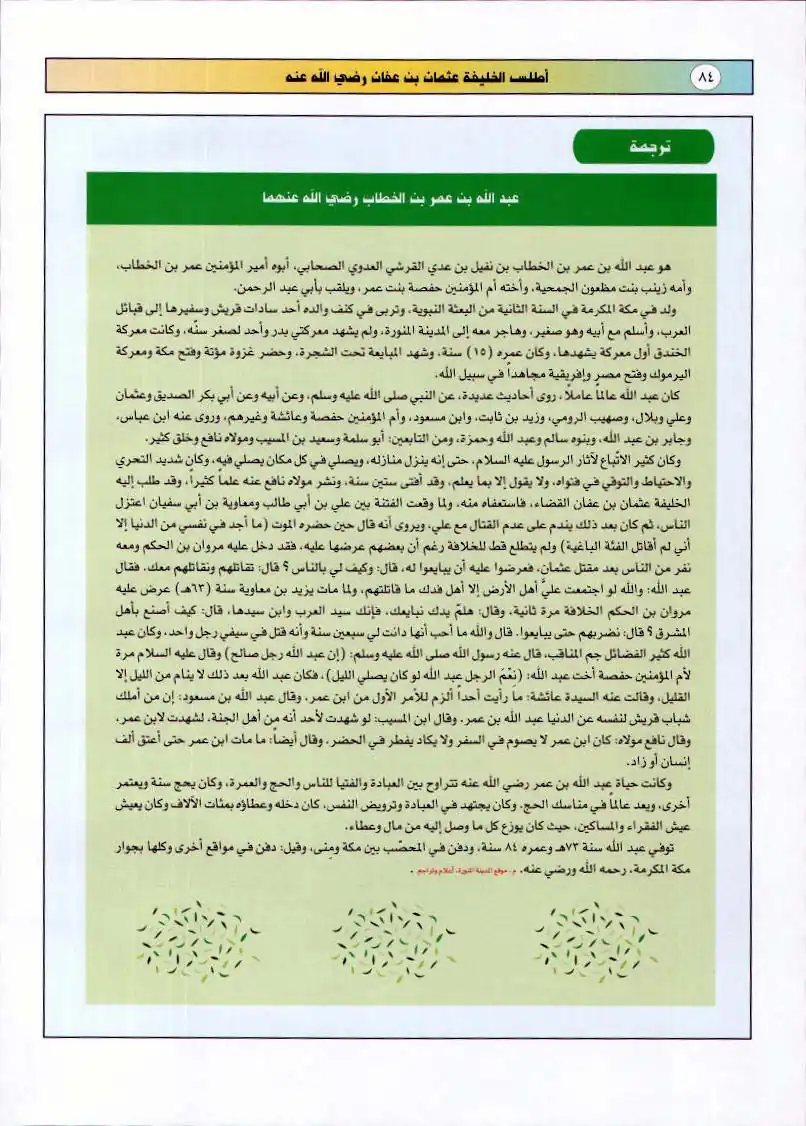 ٨٤
أطلس الخليفة عثمان بن عفان رضي الله عنه
ترجمة
عبد الله بن عمر بن الخطاب رضي الله عنهما
هو عبد الله بن عمر بن الخطاب بن نفيل بن عدي القرشي العدوي الصحابي، أبوه أمير المؤمنين عمر بن الخطاب،
وأمه زينب بنت مظعون الجمحية، وأخته أم المؤمنين حفصة بنت عمر، ويلقب بأبي عبد الرحمن.
ولد في مكة المكرمة في السنة الثانية من البعثة النبوية، وتربى في كنف والده أحد سادات قريش وسفيرها إلى قبائل
العرب، وأسلم مع أبيه وهو صغير، وهاجر معه إلى المدينة المنورة، ولم يشهد معركتي بدر وأحد لصغر سنّه، وكانت معركة
الخندق أول معركة يشهدها، وكان عمره (١٥) سنة، وشهد المبايعة تحت الشجرة، وحضر غزوة مؤتة وفتح مكة ومعركة
اليرموك وفتح مصر وإفريقية مجاهداً في سبيل الله.
كان عبد الله عالماً عاملاً، روى أحاديث عديدة، عن النبي صلى الله عليه وسلم، وعن أبيه وعن أبي بكر الصديق وعثمان
وعلي وبلال، وصهيب الرومي، وزيد بن ثابت، وابن مسعود، وأم المؤمنين حفصة وعائشة وغيرهم، وروى عنه ابن عباس،
وجابر بن عبد الله، وبنوه سالم وعبد الله وحمزة، ومن التابعين: أبو سلمة وسعيد بن المسيب ومولاه نافع وخلق كثير.
وكان كثير الاتّباع لآثار الرسول عليه السلام، حتى إنه ينزل منازله، ويصلي في كل مكان يصلي فيه، وكان شديد التحري
والاحتياط والتوقي في فتواه، ولا يقول إلا بما يعلم، وقد أفتى ستين سنة، ونشر مولاه نافع عنه علماً كثيراً، وقد طلب إليه
الخليفة عثمان بن عفان القضاء، فاستعفاه منه، ولما وقعت الفتنة بين علي بن أبي طالب ومعاوية بن أبي سفيان اعتزل
الناس، ثم كان بعد ذلك يندم على عدم القتال مع علي، ويروى أنه قال حين حضره الموت (ما أجد في نفسي من الدنيا إلا
أني لم أقاتل الفئة الباغية) ولم يتطلع قط للخلافة رغم أن بعضهم عرضها عليه، فقد دخل عليه مروان بن الحكم ومعه
نفر من الناس بعد مقتل عثمان، فعرضوا عليه أن يبايعوا له، قال: وكيف لي بالناس؟ قال: تقاتلهم ونقاتلهم معك. فقال
عبد الله: والله لو اجتمعت عليَّ أهل الأرض إلا أهل فدك ما قاتلتهم، ولما مات يزيد بن معاوية سنة (٦٣هـ) عرض عليه
مروان بن الحكم الخلافة مرة ثانية، وقال: هلمّ يدك نبايعك، فإنك سيد العرب وابن سيدها، قال: كيف أصنع بأهل
المشرق؟ قال: نضربهم حتى يبايعوا. قال والله ما أحب أنها دانت لي سبعين سنة وأنه قتل في سيفي رجل واحد، وكان عبد
الله كثير الفضائل جم المناقب، قال عنه رسول الله صلى الله عليه وسلم: (إن عبد الله رجل صالح) وقال عليه السلام مرة
لأم المؤمنين حفصة أخت عبد الله: (نعْمَ الرجل عبد الله لو كان يصلي الليل)، فكان عبد الله بعد ذلك لا ينام من الليل إلا
القليل، وقالت عنه السيدة عائشة: ما رأيت أحداً ألزم للأمر الأول من ابن عمر، وقال عبد الله بن مسعود: إن من أملك
شباب قريش لنفسه عن الدنيا عبد الله بن عمر. وقال ابن المسيب: لو شهدت لأحد أنه من أهل الجنة، لشهدت لابن عمر،
وقال نافع مولاه: كان ابن عمر لا يصوم في السفر ولا يكاد يفطر في الحضر، وقال أيضاً: ما مات ابن عمر حتى أعتق ألف
إنسان أو زاد.
وكانت حياة عبد الله بن عمر رضي الله عنه تتراوح بين العبادة والفتيا للناس والحج والعمرة، وكان يحج سنة ويعتمر
أخرى، ويعد عالماً في مناسك الحج. وكان يجتهد في العبادة وترويض النفس، كان دخله وعطاؤه بمئات الآلاف وكان يعيش
عيش الفقراء والمساكين، حيث كان يوزع كل ما وصل إليه من مال وعطاء.
توفي عبد الله سنة ٧٣هـ وعمره ٨٤ سنة، ودفن في المحصّب بين مكة ومِنى، وقيل: دفن في مواقع أخرى وكلها بجوار
مكة المكرمة، رحمه الله ورضي عنه. م. موقع المدينة المنورة، أعلام وتراجم.